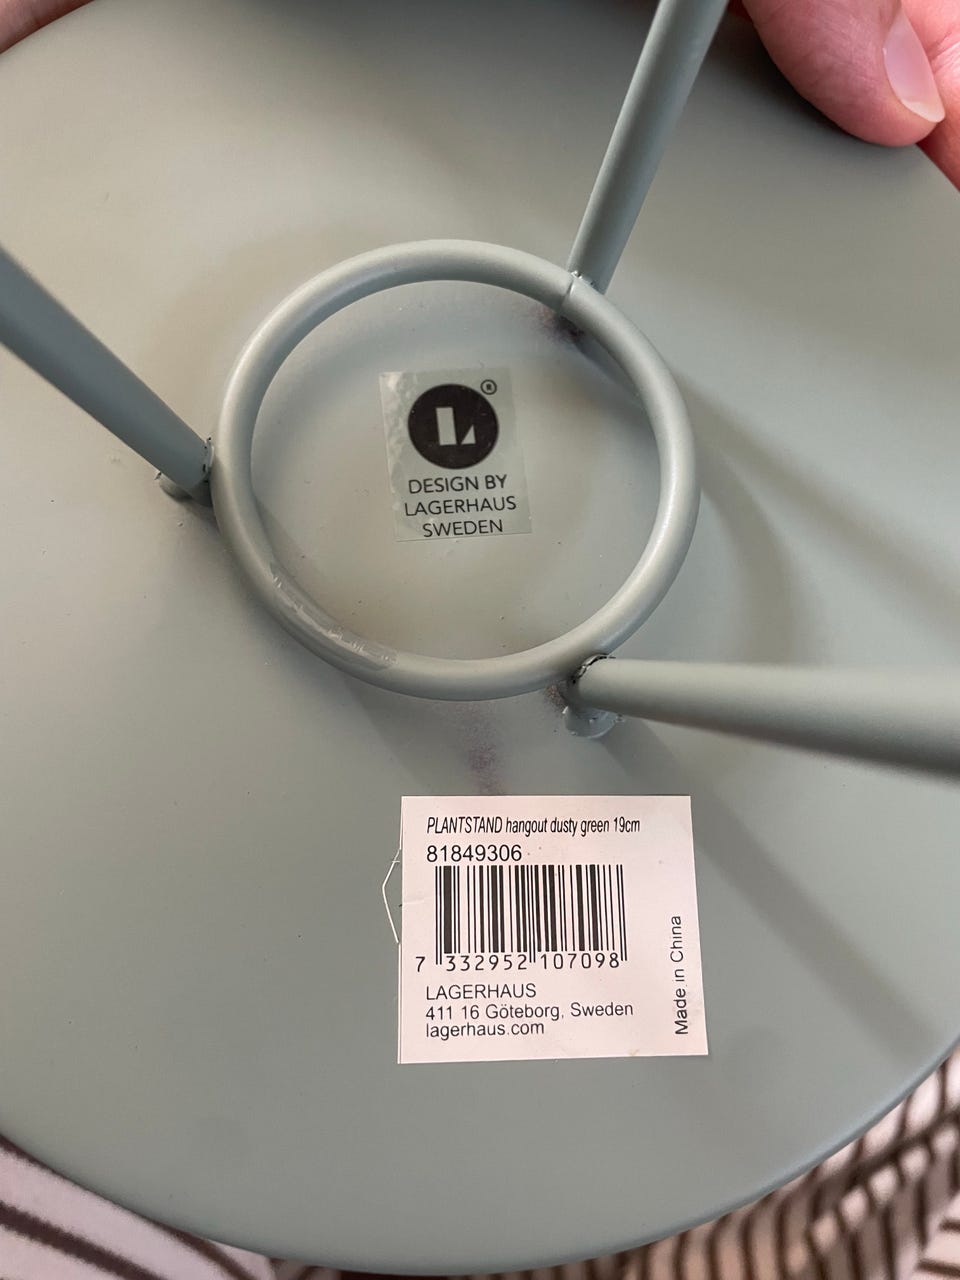 L®
DESIGN BY
LAGERHAUS
SWEDEN
PLANTSTAND hangout dusty green 19cm
81849306
7 332952 107098
LAGERHAUS
411 16 Göteborg, Sweden
lagerhaus.com
Made in China